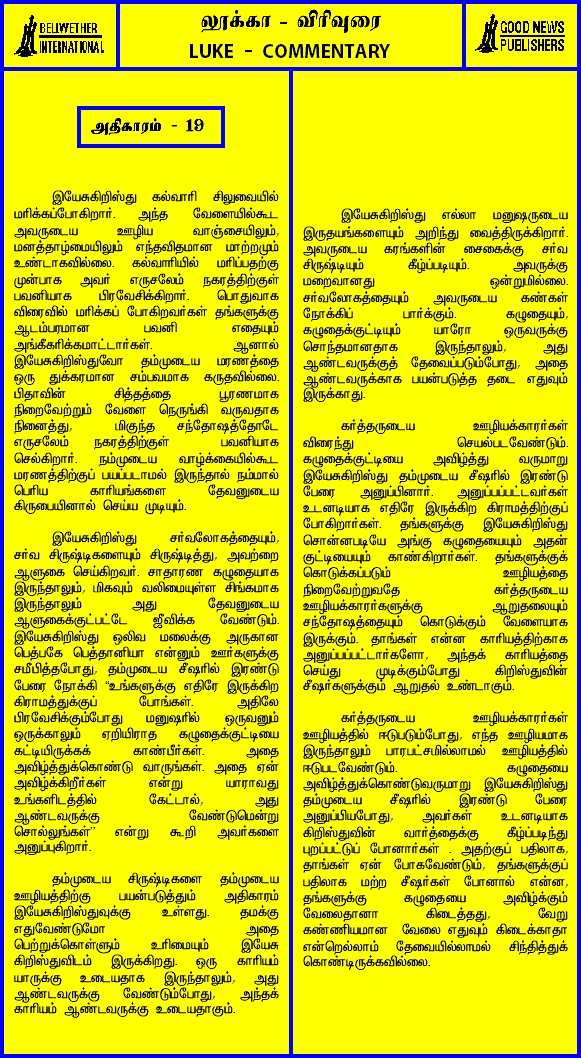 BELLWETHER
INTERNATIONAL
லூக்கா - விரிவுரை
LUKE - COMMENTARY
GOOD NEWS
PUBLISHERS
அதிகாரம் - 19
இயேசுகிறிஸ்து கல்வாரி சிலுவையில்
மரிக்கப்போகிறார். அந்த வேளையில்கூட
அவருடைய ஊழிய வாஞ்சையிலும்,
மனத்தாழ்மையிலும் எந்தவிதமான மாற்றமும்
உண்டாகவில்லை. கல்வாரியில் மரிப்பதற்கு
முன்பாக அவர் எருசலேம் நகரத்திற்குள்
பவனியாக பிரவேசிக்கிறார். பொதுவாக
விரைவில் மரிக்கப் போகிறவர்கள் தங்களுக்கு
ஆடம்பரமான பவனி எதையும்
அங்கீகரிக்கமாட்டார்கள். ஆனால்
இயேசுகிறிஸ்துவோ தம்முடைய மரணத்தை
ஒரு துக்கரமான சம்பவமாக கருதவில்லை.
பிதாவின் சித்தத்தை பூரணமாக
நிறைவேற்றும் வேளை நெருங்கி வருவதாக
நினைத்து, மிகுந்த சந்தோஷத்தோடே
எருசலேம் நகரத்திற்குள் பவனியாக
செல்கிறார். நம்முடைய வாழ்க்கையில்கூட
மரணத்திற்குப் பயப்படாமல் இருந்தால் நம்மால்
பெரிய காரியங்களை தேவனுடைய
கிருபையினால் செய்ய முடியும்.
இயேசுகிறிஸ்து சர்வலோகத்தையும்,
சர்வ சிருஷ்டிகளையும் சிருஷ்டித்து, அவற்றை
ஆளுகை செய்கிறவர். சாதாரண கழுதையாக
இருந்தாலும், மிகவும் வலிமையுள்ள சிங்கமாக
இருந்தாலும் அது தேவனுடைய
ஆளுகைக்குட்பட்டே ஜீவிக்க வேண்டும்.
இயேசுகிறிஸ்து ஒலிவ மலைக்கு அருகான
பெத்பகே பெத்தானியா என்னும் ஊர்களுக்கு
சமீபித்தபோது, தம்முடைய சீஷரில் இரண்டு
பேரை நோக்கி "உங்களுக்கு எதிரே இருக்கிற
கிராமத்துக்குப் போங்கள். அதிலே
பிரவேசிக்கும்போது மனுஷரில் ஒருவனும்
ஒருக்காலும் ஏறியிராத கழுதைக்குட்டியை
கட்டியிருக்கக் காண்பீர்கள். அதை
அவிழ்த்துக்கொண்டு வாருங்கள். அதை ஏன்
அவிழ்க்கிறீர்கள் என்று யாராவது
உங்களிடத்தில் கேட்டால், அது
ஆண்டவருக்கு வேண்டுமென்று
சொல்லுங்கள்" என்று கூறி அவர்களை
அனுப்புகிறார்.
தம்முடைய சிருஷ்டிகளை தம்முடைய
ஊழியத்திற்கு பயன்படுத்தும் அதிகாரம்
இயேசுகிறிஸ்துவுக்கு உள்ளது. தமக்கு
எதுவேண்டுமோ அதை
பெற்றுக்கொள்ளும் உரிமையும் இயேசு
கிறிஸ்துவிடம் இருக்கிறது. ஒரு காரியம்
யாருக்கு உடையதாக இருந்தாலும், அது
ஆண்டவருக்கு வேண்டும்போது, அந்தக்
காரியம் ஆண்டவருக்கு உடையதாகும்.
இயேசுகிறிஸ்து எல்லா மனுஷருடைய
இருதயங்களையும் அறிந்து வைத்திருக்கிறார்.
அவருடைய கரங்களின் சைகைக்கு சர்வ
சிருஷ்டியும் கீழ்ப்படியும். அவருக்கு
மறைவானது ஒன்றுமில்லை.
சர்வலோகத்தையும் அவருடைய கண்கள்
நோக்கிப் பார்க்கும். கழுதையும்,
கழுதைக்குட்டியும் யாரோ ஒருவருக்கு
சொந்தமானதாக இருந்தாலும், அது
ஆண்டவருக்குத் தேவைப்படும்போது, அதை
ஆண்டவருக்காக பயன்படுத்த தடை எதுவும்
இருக்காது.
கர்த்தருடைய ஊழியக்காரர்கள்
விரைந்து செயல்படவேண்டும்.
கழுதைக்குட்டியை அவிழ்த்து வருமாறு
இயேசுகிறிஸ்து தம்முடைய சீஷரில் இரண்டு
பேரை அனுப்பினார். அனுப்பப்பட்டவர்கள்
உடனடியாக எதிரே இருக்கிற கிராமத்திற்குப்
போகிறார்கள். தங்களுக்கு இயேசுகிறிஸ்து
சொன்னபடியே அங்கு கழுதையையும் அதன்
குட்டியையும் காண்கிறார்கள். தங்களுக்குக்
கொடுக்கப்படும் ஊழியத்தை
நிறைவேற்றுவதே கர்த்தருடைய
ஊழியக்காரர்களுக்கு ஆறுதலையும்
சந்தோஷத்தையும் கொடுக்கும் வேளையாக
இருக்கும். தாங்கள் என்ன காரியத்திற்காக
அனுப்பப்பட்டார்களோ, அந்தக் காரியத்தை
செய்து முடிக்கும்போது கிறிஸ்துவின்
சீஷர்களுக்கும் ஆறுதல் உண்டாகும்.
கர்த்தருடைய ஊழியக்காரர்கள்
ஊழியத்தில் ஈடுபடும்போது, எந்த ஊழியமாக
இருந்தாலும் பாரபட்சமில்லாமல் ஊழியத்தில்
ஈடுபடவேண்டும். கழுதையை
அவிழ்த்துக்கொண்டுவருமாறு இயேசுகிறிஸ்து
தம்முடைய சீஷரில் இரண்டு பேரை
அனுப்பியபோது, அவர்கள் உடனடியாக
கிறிஸ்துவின் வார்த்தைக்கு கீழ்ப்படிந்து
புறப்பட்டுப் போனார்கள் . அதற்குப் பதிலாக,
தாங்கள் ஏன் போகவேண்டும், தங்களுக்குப்
பதிலாக மற்ற சீஷர்கள் போனால் என்ன,
தங்களுக்கு கழுதையை அவிழ்க்கும்
வேலைதானா கிடைத்தது, வேறு
கண்ணியமான வேலை எதுவும் கிடைக்காதா
என்றெல்லாம் தேவையில்லாமல் சிந்தித்துக்
கொண்டிருக்கவில்லை.